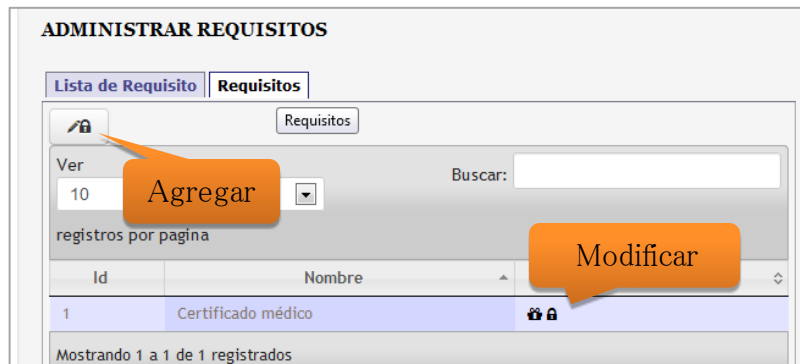 ADMINISTRAR REQUISITOS
Lista de Requisito Requisitos
Requisitos
Ver
10
Agregar
Buscar:
registros por pagina
Modificar
Id Nombre
1 Certificado médico
Mostrando 1 a 1 de 1 registrados